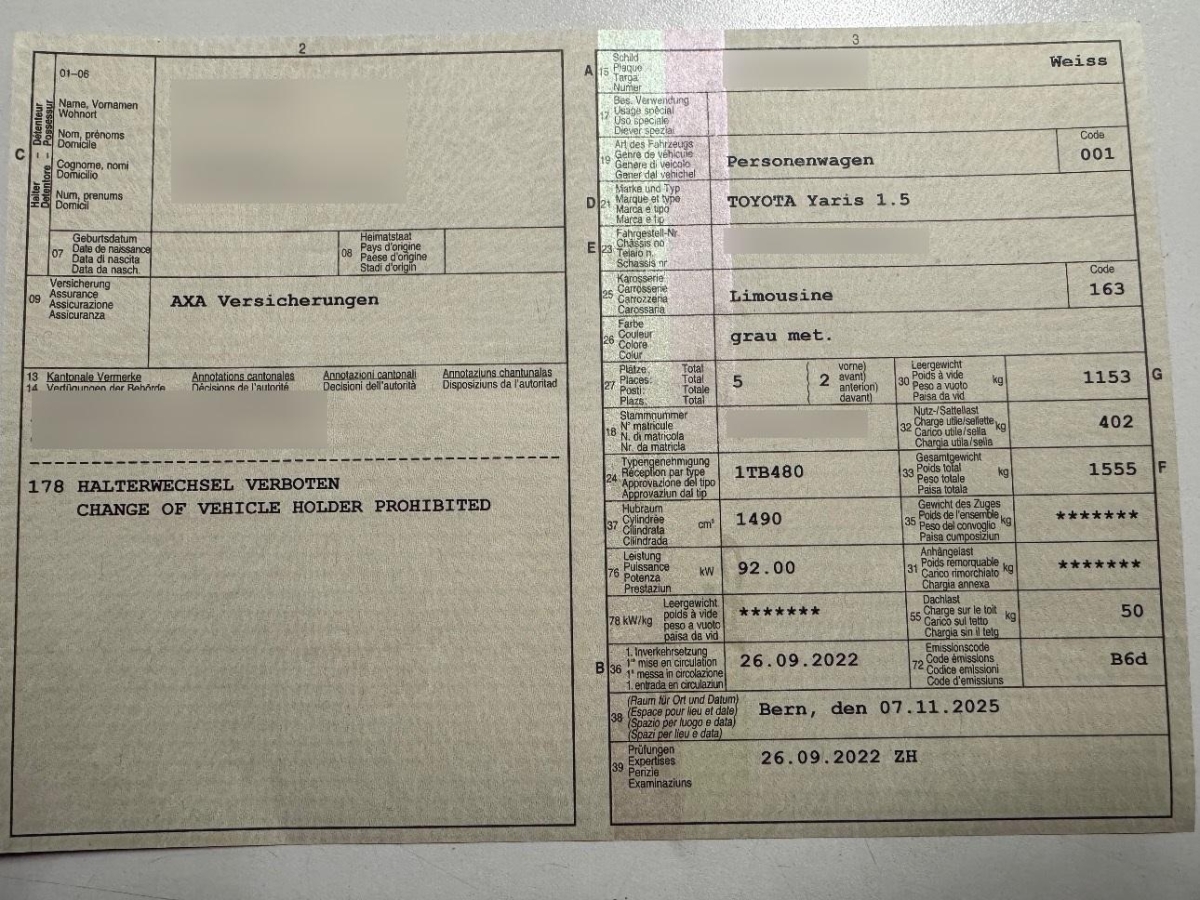 2
01–06
Halter – Détenteur
Detentore – Possessur
C
Name, Vornamen
Wohnort
Nom, prénoms
Domicile
Cognome, nomi
Domicilio
Num, prenums
Domicil
07
Geburtsdatum
Date de naissance
Data di nascita
Data da nasch.
08
Heimatstaat
Pays d'origine
Paese d'origine
Stadi d'origin
09
Versicherung
Assurance
Assicurazione
Assicuranza
AXA Versicherungen
13 Kantonale Vermerke Annotations cantonales Annotazioni cantonali Annotaziuns chantunalas
14 Verfügungen der Behörde Décisions de l'autorité Decisioni dell'autorità Disposiziuns da l'autoritad
178 HALTERWECHSEL VERBOTEN
CHANGE OF VEHICLE HOLDER PROHIBITED
3
A 15
Schild
Plaque
Targa
Numer
Weiss
17
Bes. Verwendung
Usage spécial
Uso speciale
Diever spezial
19
Art des Fahrzeugs
Genre de véhicule
Genere di veicolo
Gener dal vehichel
Personenwagen
Code
001
D 21
Marke und Typ
Marque et type
Marca e tipo
Marca e tip
TOYOTA Yaris 1.5
E 23
Fahrgestell-Nr.
Châssis no
Telaio n.
Schassis nr
25
Karosserie
Carrosserie
Carrozzeria
Carossaria
Limousine
Code
163
26
Farbe
Couleur
Colore
Colur
grau met.
27
Plätze: Total
Places: Total
Posti: Totale
Plazs: Total
5
2
vorne)
avant)
anterion)
davant)
30
Leergewicht
Poids à vide
Peso a vuoto
Paisa da vid
kg
1153
G
18
Stammnummer
N° matricule
N. di matricola
Nr. da matricla
32
Nutz-/Sattellast
Charge utile/sellette
Carico utile/sella
Chargia utila/sella
kg
402
24
Typengenehmigung
Réception par type
Approvazione del tipo
Approvaziun dal tip
1TB480
33
Gesamtgewicht
Poids total
Peso totale
Paisa totala
kg
1555
F
37
Hubraum
Cylindrée
Cilindrata
Cilindrada
cm³
1490
35
Gewicht des Zuges
Poids de l'ensemble
Peso del convoglio
Paisa cumposiziun
kg
*******
76
Leistung
Puissance
Potenza
Prestaziun
kW
92.00
31
Anhängelast
Poids remorquable
Carico rimorchiato
Chargia annexa
kg
*******
78 kW/kg
Leergewicht
poids à vide
peso a vuoto
paisa da vid
*******
55
Dachlast
Charge sur le toit
Carico sul tetto
Chargia sin il tetg
kg
50
B 36
1. Inverkehrsetzung
1re mise en circulation
1a messa in circolazione
1. entrada en circulaziun
26.09.2022
72
Emissionscode
Code émissions
Codice emissioni
Code d'emissiuns
B6d
38
(Raum für Ort und Datum)
(Espace pour lieu et date)
(Spazio per luogo e data)
(Spazi per lieu e data)
Bern, den 07.11.2025
39
Prüfungen
Expertises
Perizie
Examinaziuns
26.09.2022 ZH